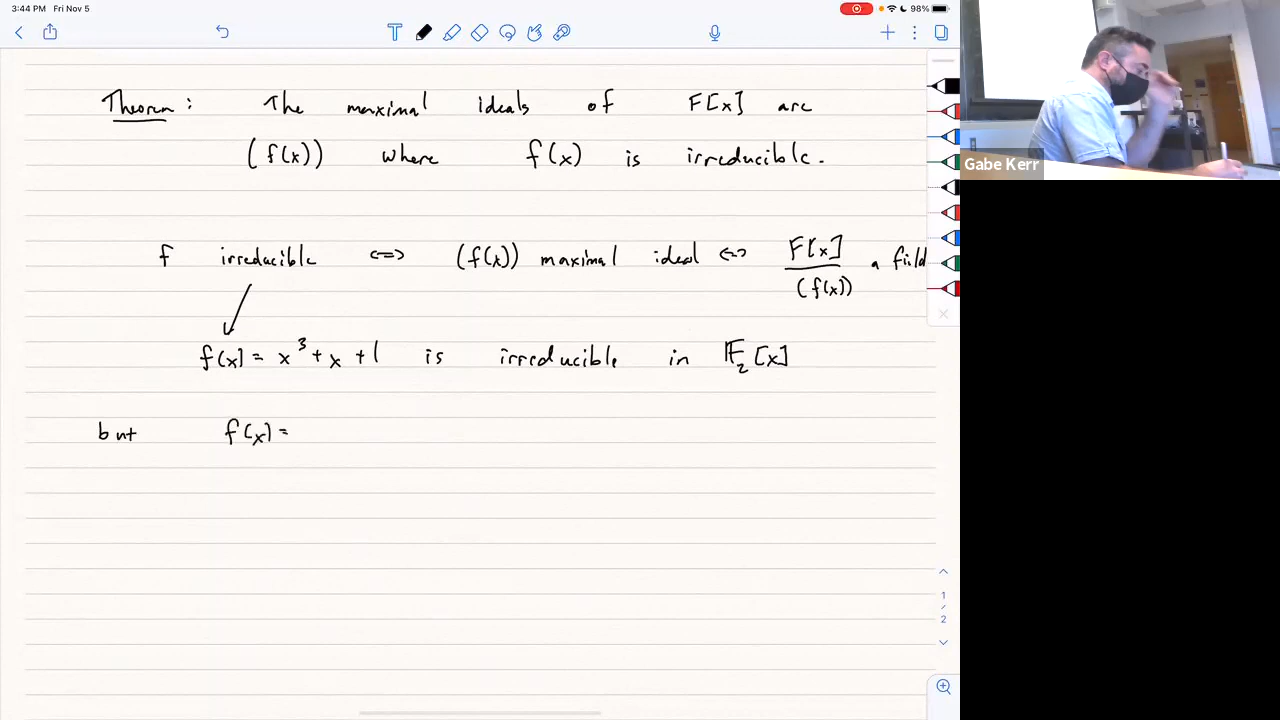 3:44 PM Fri Nov 5
98%
Theorem: The maximal ideals of F[x] are
(f(x)) where f(x) is irreducible.
f irreducible <=> (f(x)) maximal ideal <=> F[x]/(f(x)) a field
f(x) = x³ + x + 1 is irreducible in 𝔽₂[x]
but f(x) =
Gabe Kerr
1
/
2